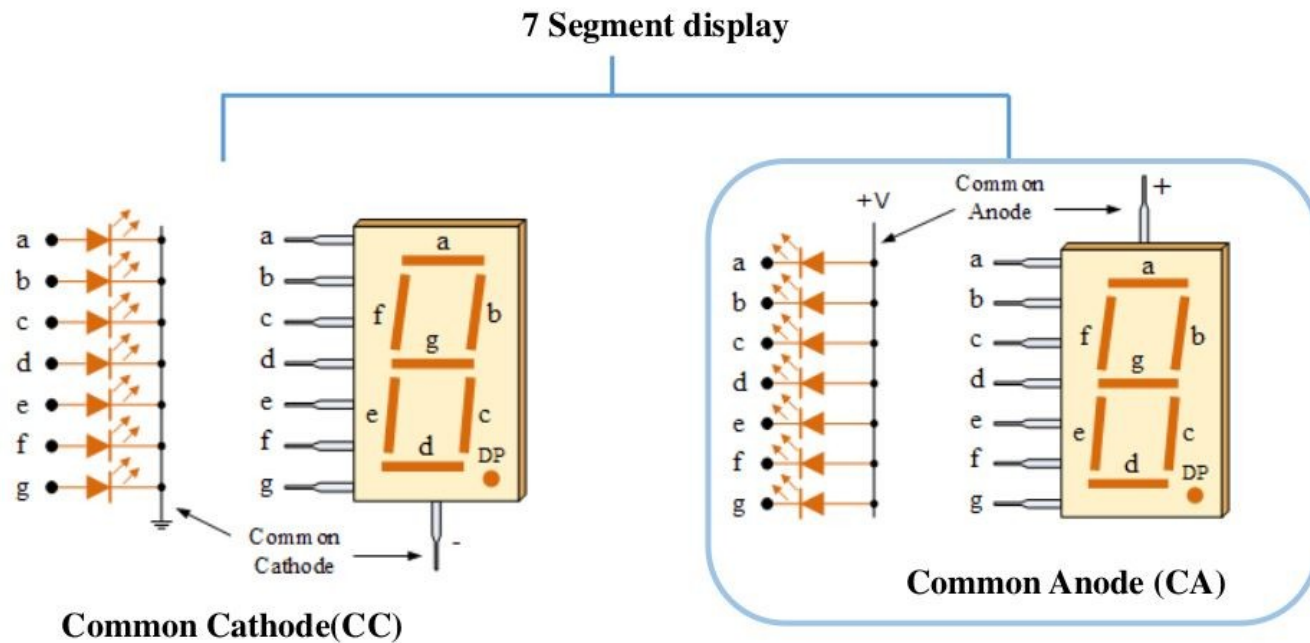 7 Segment display
a
b
c
d
e
f
g
a
b
c
d
e
f
g
a
f
b
g
e
c
d
DP
-
Common
Cathode
Common Cathode(CC)
+V
Common
Anode
+
a
b
c
d
e
f
g
a
b
c
d
e
f
g
a
f
b
g
e
c
d
DP
Common Anode (CA)